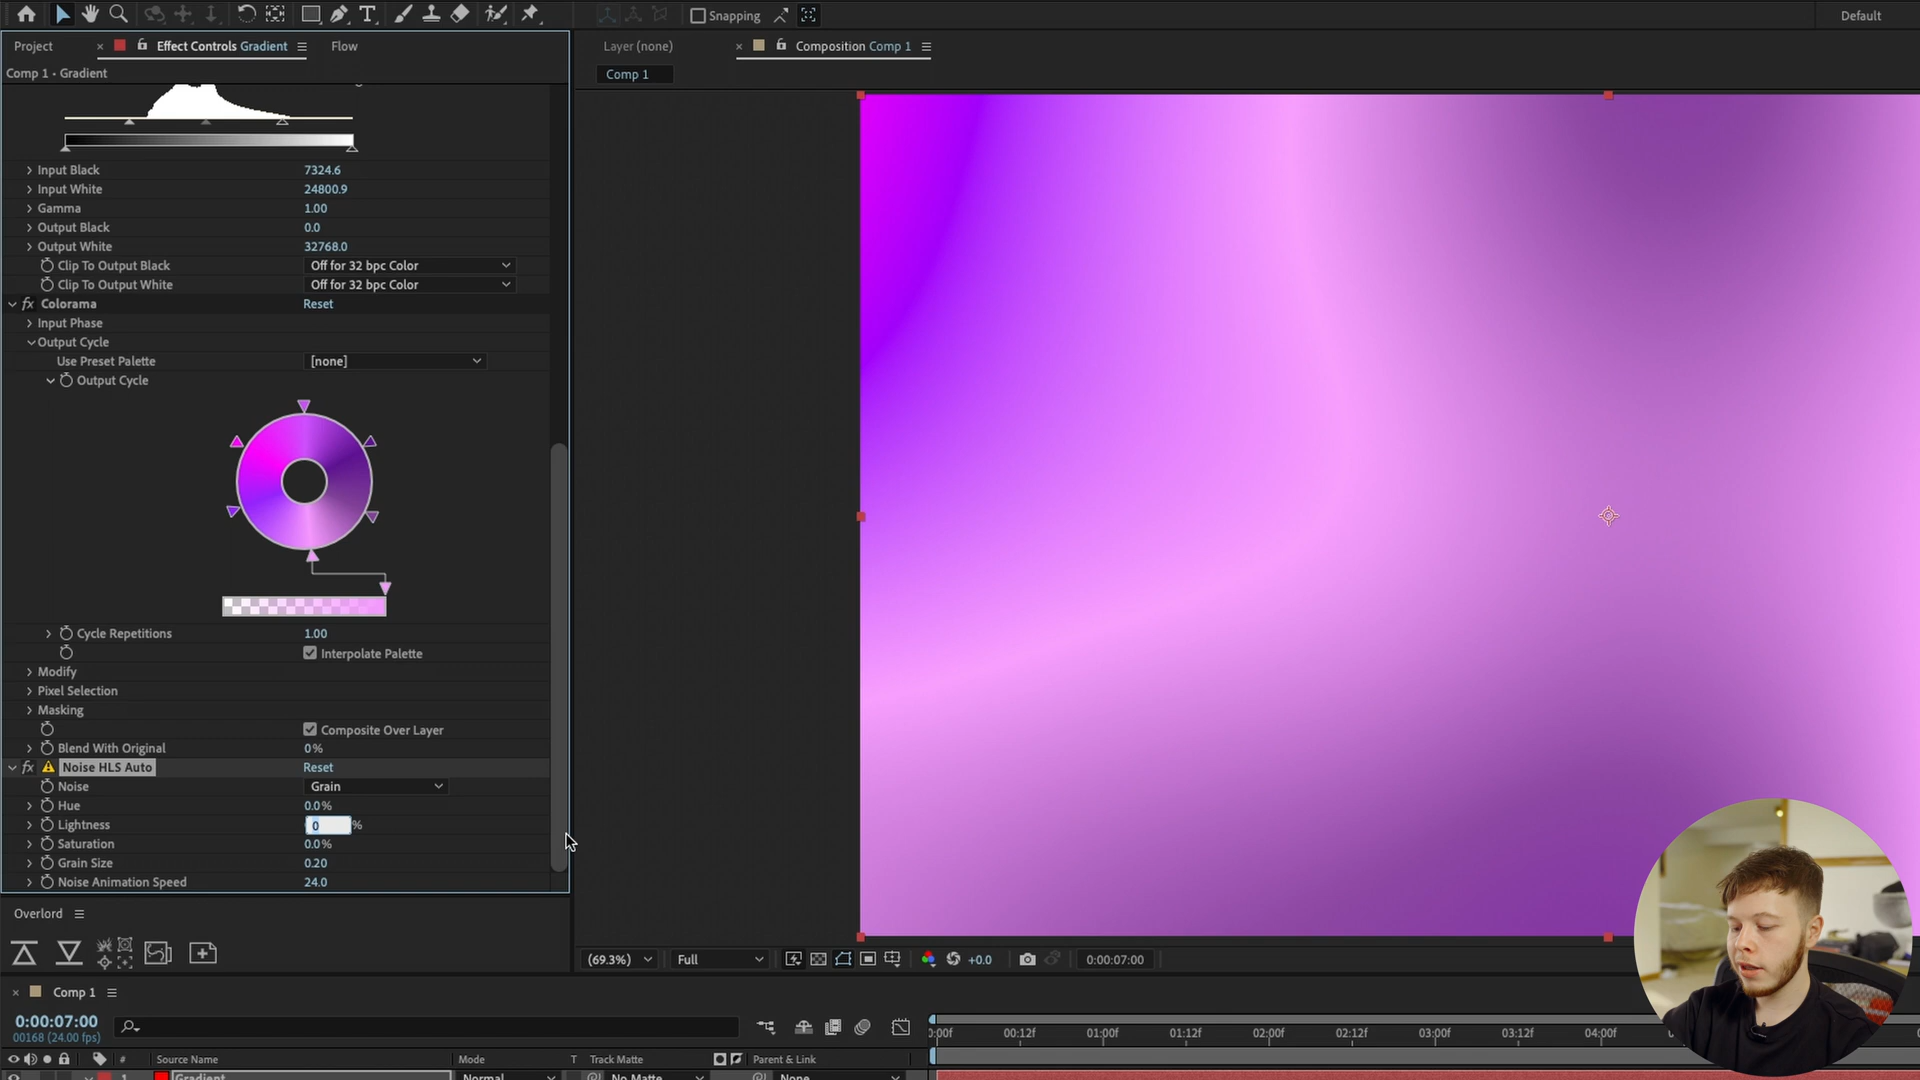 Snapping
Default
Project
× Effect Controls Gradient
Flow
Layer (none)
× Composition Comp 1
Comp 1 • Gradient
Comp 1
Input Black 7324.6
Input White 24800.9
Gamma 1.00
Output Black 0.0
Output White 32768.0
Clip To Output Black Off for 32 bpc Color
Clip To Output White Off for 32 bpc Color
fx Colorama Reset
Input Phase
Output Cycle
Use Preset Palette [none]
Output Cycle
Cycle Repetitions 1.00
Interpolate Palette
Modify
Pixel Selection
Masking
Composite Over Layer
Blend With Original 0%
fx Noise HLS Auto Reset
Noise Grain
Hue 0.0%
Lightness 0 %
Saturation 0.0%
Grain Size 0.20
Noise Animation Speed 24.0
Overlord
(69.3%) Full +0.0 0:00:07:00
× Comp 1
0:00:07:00
00168 (24.00 fps)
0:00f 00:12f 01:00f 01:12f 02:00f 02:12f 03:00f 03:12f 04:00f
# Source Name Mode T Track Matte Parent & Link
1 Gradient Normal No Matte None